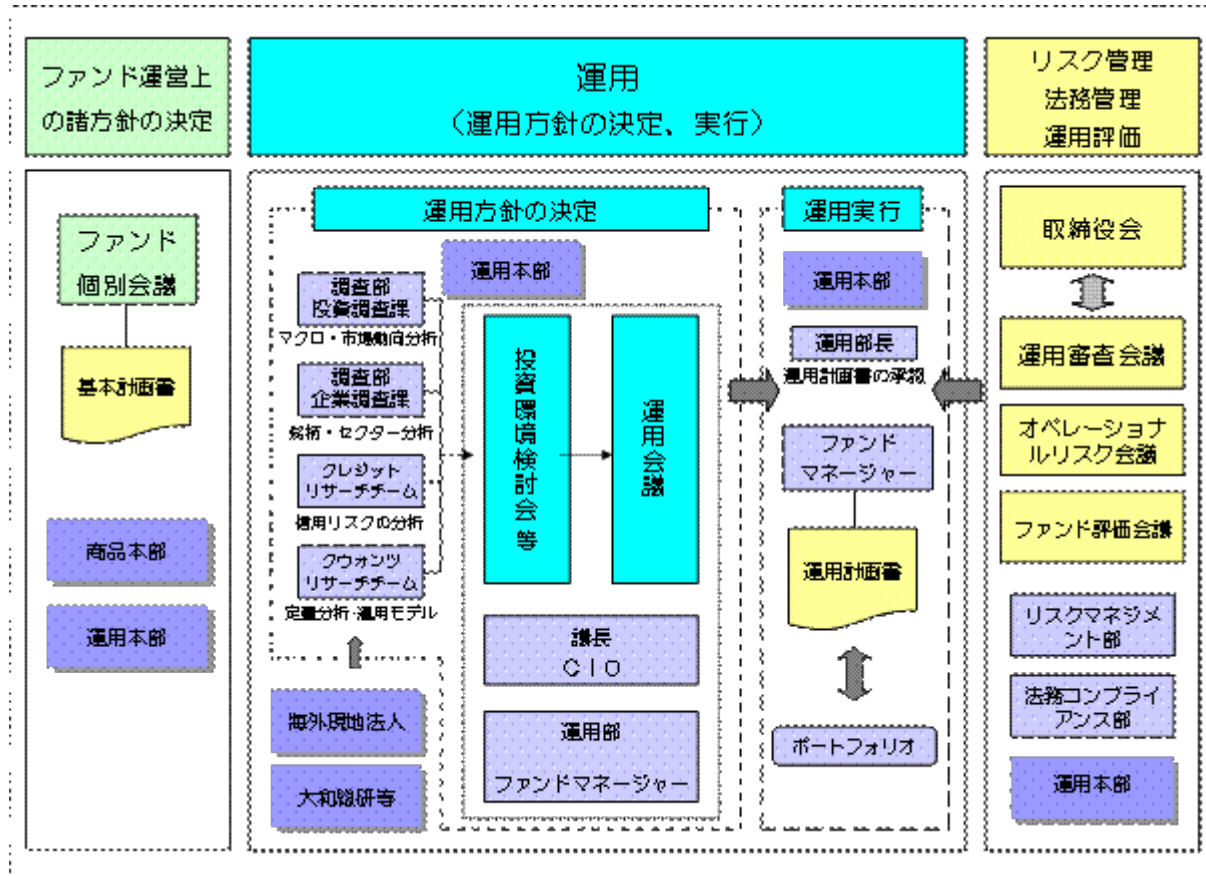 ファンド運営上
の諸方針の決定
運用
(運用方針の決定、実行)
リスク管理
法務管理
運用評価
ファンド
個別会議
基本計画書
商品本部
運用本部
運用方針の決定
運用本部
調査部
投資調査課
マクロ・市場動向分析
調査部
企業調査課
銘柄・セクター分析
クレジット
リサーチチーム
信用リスクの分析
クウォンツ
リサーチチーム
定量分析・運用モデル
海外現地法人
大和総研等
投資環境検討会等
運用会議
議長
CIO
運用部
ファンドマネージャー
運用実行
運用本部
運用部長
運用計画書の承認
ファンド
マネージャー
運用計画書
ポートフォリオ
取締役会
運用審査会議
オペレーショナ
ルリスク会議
ファンド評価会議
リスクマネジメ
ント部
法務コンプライ
アンス部
運用本部